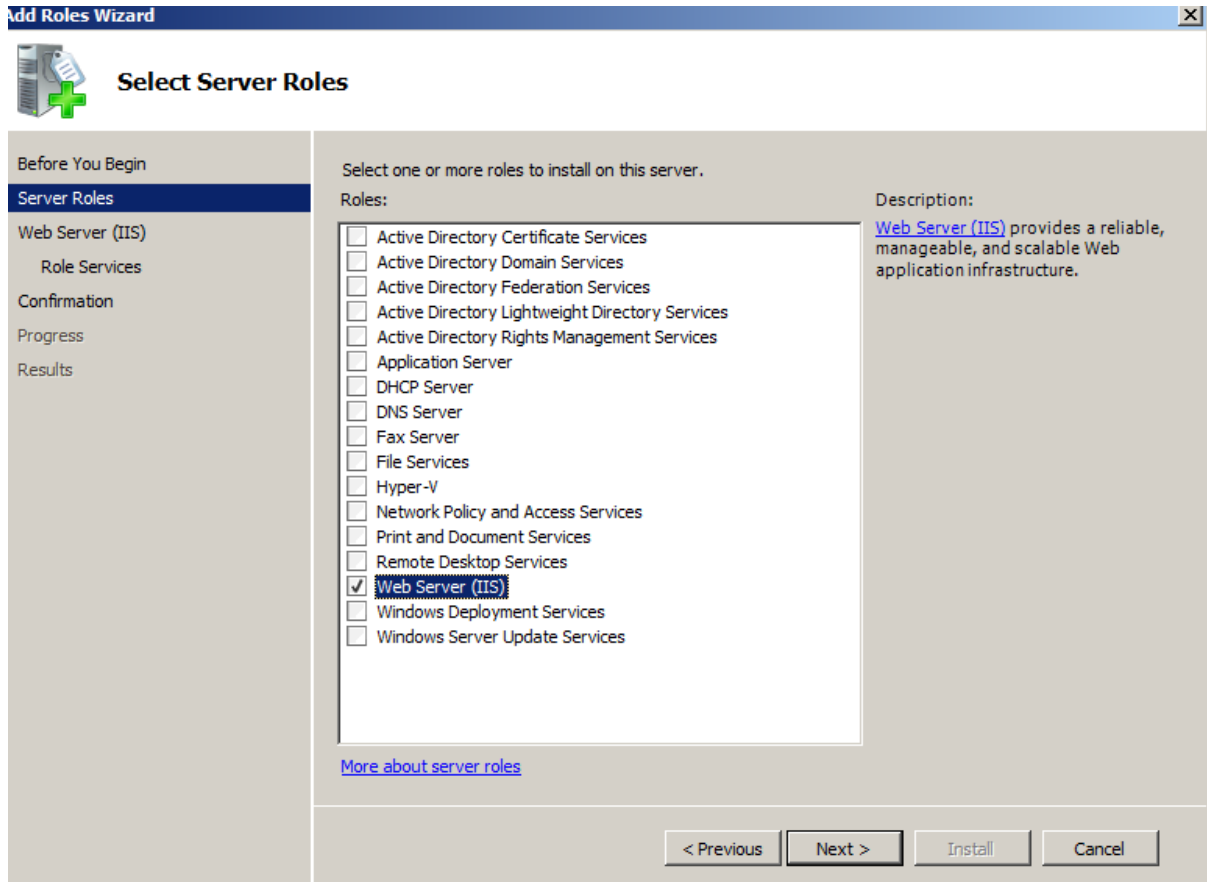 Add Roles Wizard
Select Server Roles
Before You Begin
Server Roles
Web Server (IIS)
Role Services
Confirmation
Progress
Results
Select one or more roles to install on this server.
Roles:
Active Directory Certificate Services
Active Directory Domain Services
Active Directory Federation Services
Active Directory Lightweight Directory Services
Active Directory Rights Management Services
Application Server
DHCP Server
DNS Server
Fax Server
File Services
Hyper-V
Network Policy and Access Services
Print and Document Services
Remote Desktop Services
Web Server (IIS)
Windows Deployment Services
Windows Server Update Services
More about server roles
Description:
Web Server (IIS) provides a reliable,
manageable, and scalable Web
application infrastructure.
< Previous
Next >
Install
Cancel